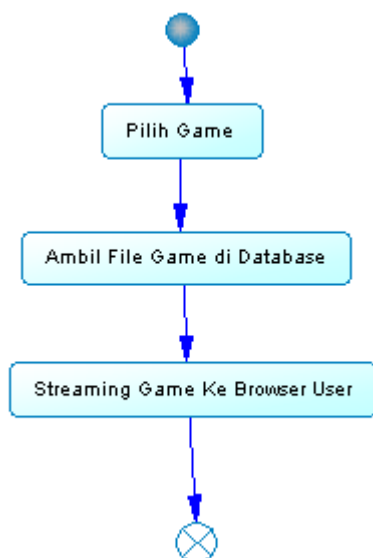 Pilih Game
Ambil File Game di Database
Streaming Game Ke Browser User